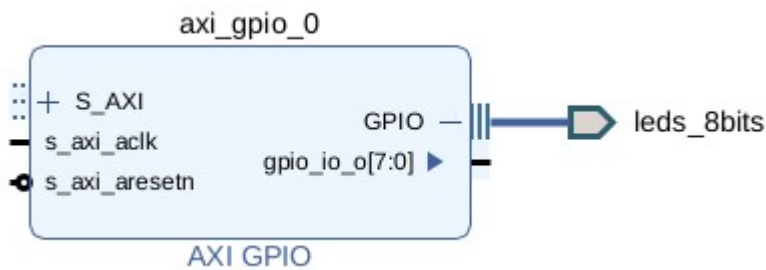 axi_gpio_0
S_AXI
s_axi_aclk
s_axi_aresetn
GPIO
gpio_io_o[7:0]
leds_8bits
AXI GPIO